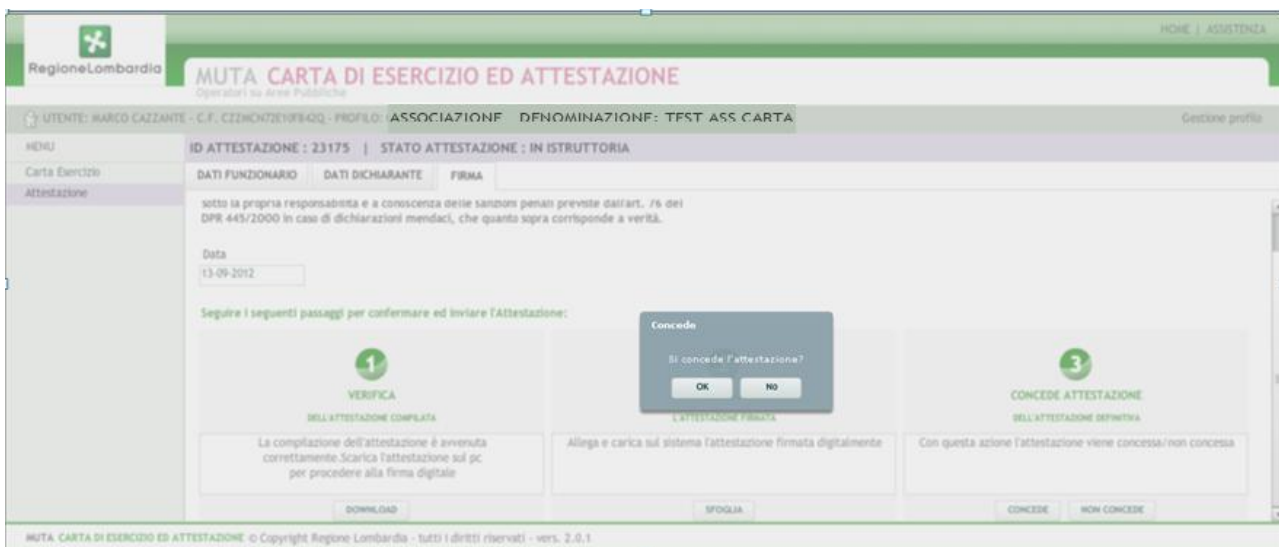 HOME | ASSISTENZA
RegioneLombardia
MUTA CARTA DI ESERCIZIO ED ATTESTAZIONE
Operatori su Aree Pubbliche
UTENTE: MARCO CAZZANTE - C.F. - PROFILO: ASSOCIAZIONE DENOMINAZIONE: TEST ASS CARTA
Gestione profilo
MENU
ID ATTESTAZIONE : 23175 | STATO ATTESTAZIONE : IN ISTRUTTORIA
Carta Esercizio
Attestazione
DATI FUNZIONARIO DATI DICHIARANTE FIRMA
sotto la propria responsabilità e a conoscenza delle sanzioni penali previste dall'art. 76 del
DPR 445/2000 in caso di dichiarazioni mendaci, che quanto sopra corrisponde a verità.
Data
13-09-2012
Seguire i seguenti passaggi per confermare ed inviare l'Attestazione:
Concede
Si concede l'attestazione?
OK No
1
VERIFICA
DELL'ATTESTAZIONE COMPILATA
La compilazione dell'attestazione è avvenuta
correttamente.Scarica l'attestazione sul pc
per procedere alla firma digitale
DOWNLOAD
L'ATTESTAZIONE FIRMATA
Allega e carica sul sistema l'attestazione firmata digitalmente
SFOGLIA
3
CONCEDE ATTESTAZIONE
DELL'ATTESTAZIONE DEFINITIVA
Con questa azione l'attestazione viene concessa/non concessa
CONCEDE NON CONCEDE
MUTA CARTA DI ESERCIZIO ED ATTESTAZIONE © Copyright Regione Lombardia - tutti i diritti riservati - vers. 2.0.1